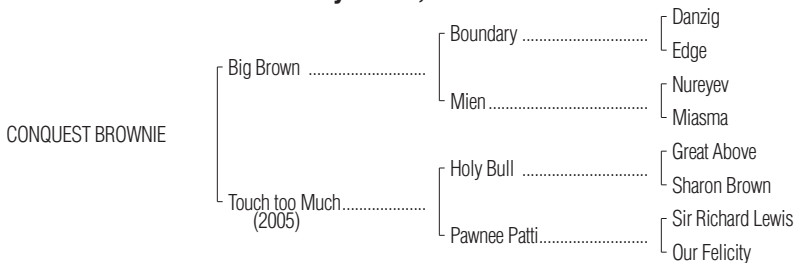 Danzig
Boundary ................................
Edge
Big Brown ..............................
Nureyev
Mien ........................................
Miasma
CONQUEST BROWNIE
Great Above
Holy Bull ................................
Sharon Brown
Touch too Much .....................
(2005)
Sir Richard Lewis
Pawnee Patti ............................
Our Felicity